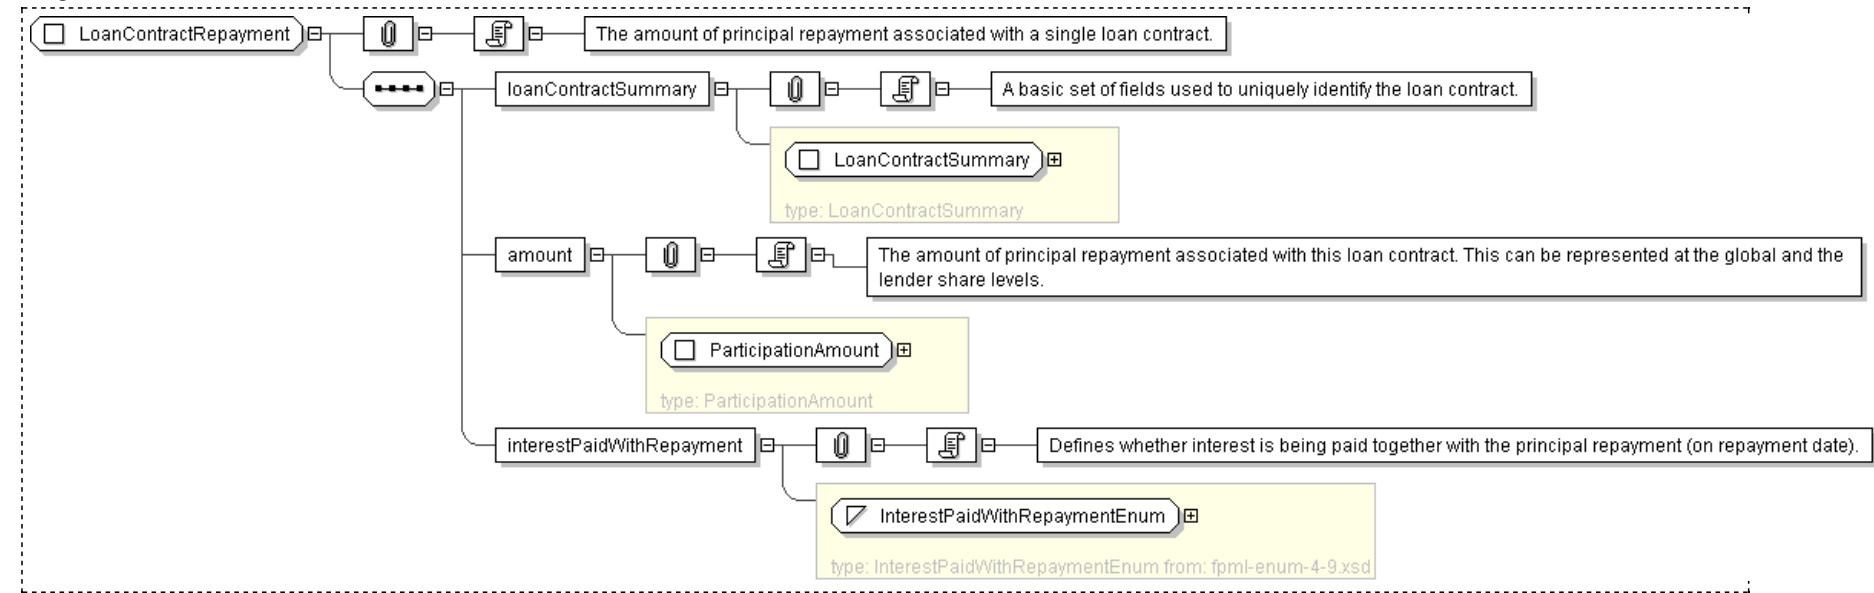 LoanContractRepayment
The amount of principal repayment associated with a single loan contract.
loanContractSummary
A basic set of fields used to uniquely identify the loan contract.
LoanContractSummary
type: LoanContractSummary
amount
The amount of principal repayment associated with this loan contract. This can be represented at the global and the
lender share levels.
ParticipationAmount
type: ParticipationAmount
interestPaidWithRepayment
Defines whether interest is being paid together with the principal repayment (on repayment date).
InterestPaidWithRepaymentEnum
type: InterestPaidWithRepaymentEnum from: fpml-enum-4-9.xsd